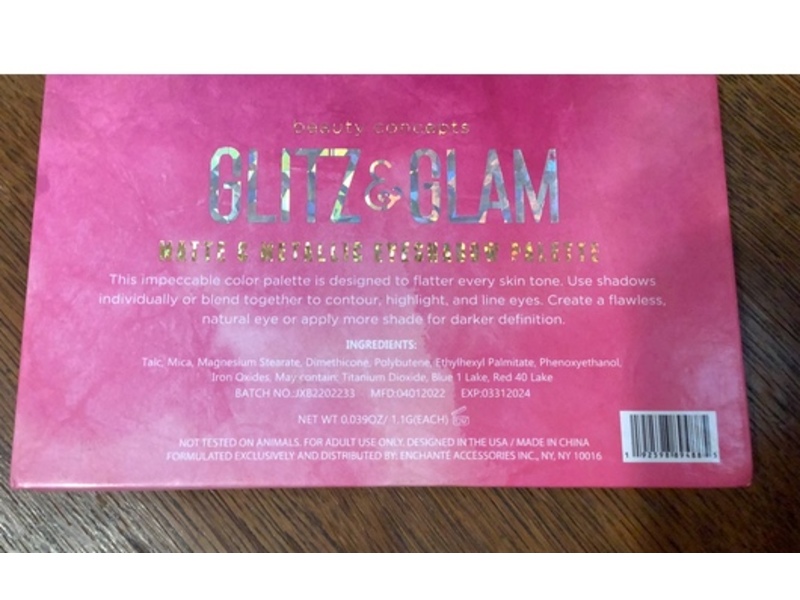 beauty concepts
GLITZ & GLAM
MATTE & METALLIC EYESHADOW PALETTE
This impeccable color palette is designed to flatter every skin tone. Use shadows
individually or blend together to contour, highlight, and line eyes. Create a flawless,
natural eye or apply more shade for darker definition.
INGREDIENTS:
Talc, Mica, Magnesium Stearate, Dimethicone, Polybutene, Ethylhexyl Palmitate, Phenoxyethanol,
Iron Oxides, May contain: Titanium Dioxide, Blue 1 Lake, Red 40 Lake
BATCH NO.:JXB2202233 MFD:04012022 EXP:03312024
NET WT 0.039OZ/ 1.1G(EACH)
NOT TESTED ON ANIMALS. FOR ADULT USE ONLY. DESIGNED IN THE USA / MADE IN CHINA
FORMULATED EXCLUSIVELY AND DISTRIBUTED BY: ENCHANTÉ ACCESSORIES INC., NY, NY 10016